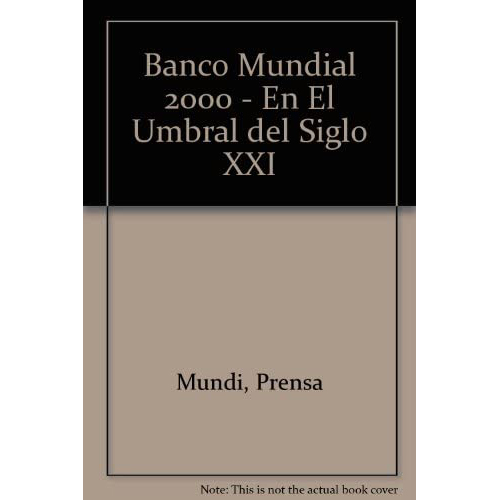 Banco Mundial
2000 - En El
Umbral del Siglo
XXI
Mundi, Prensa
Note: This is not the actual book cover